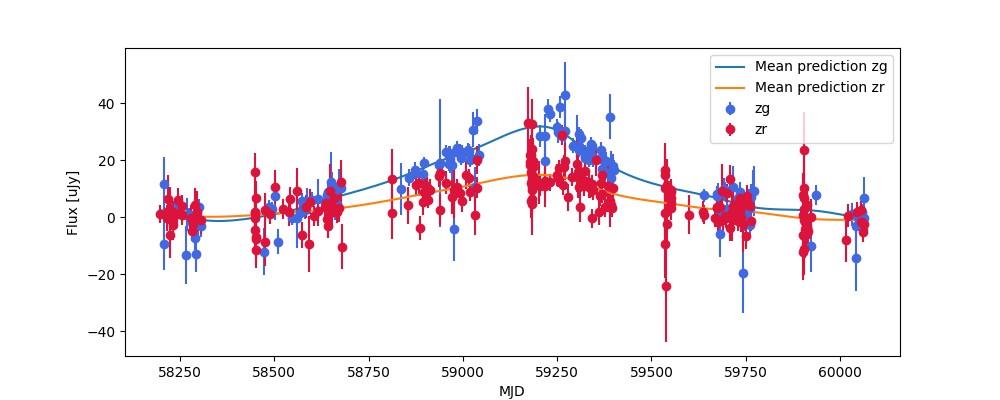 Mean prediction zg
Mean prediction zr
zg
zr
Flux [uJy]
40
20
0
−20
−40
58250
58500
58750
59000
59250
59500
59750
60000
MJD